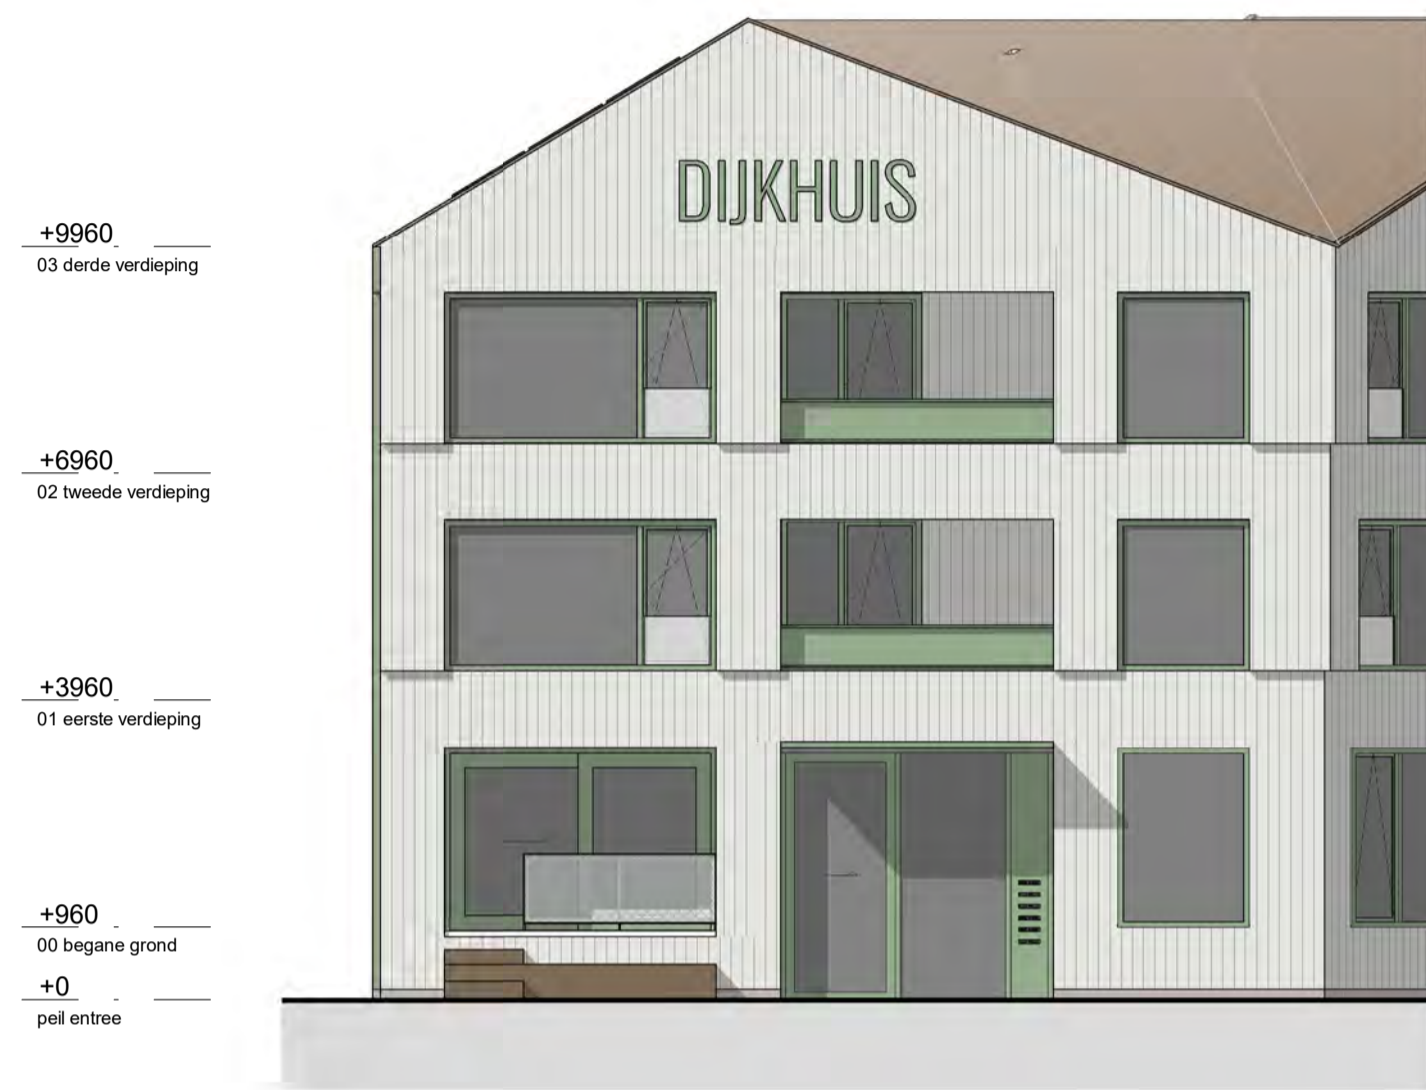 DIJKHUIS
+9960
03 derde verdieping
+6960
02 tweede verdieping
+3960
01 eerste verdieping
+960
00 begane grond
+0
peil entree